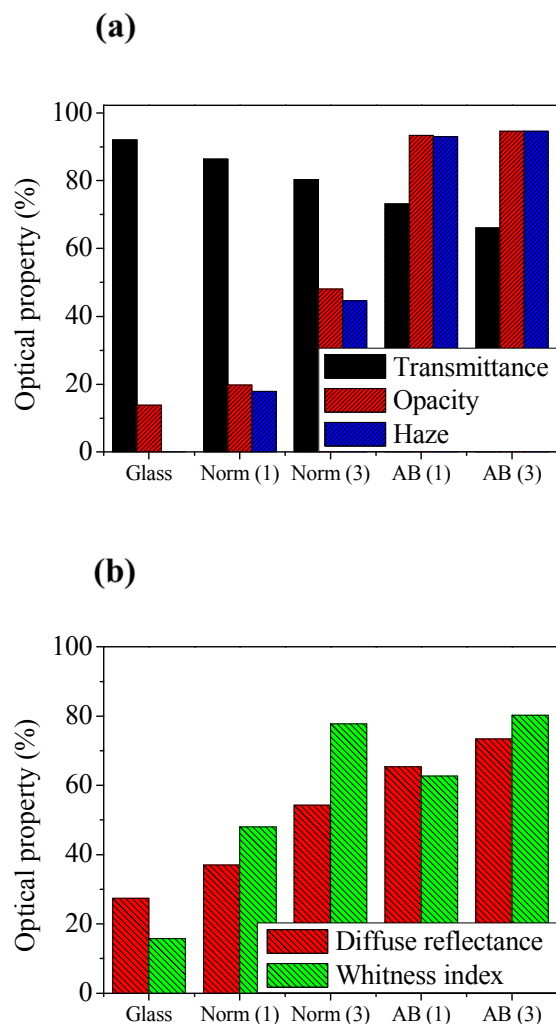 (a)
Optical property (%)
100
80
60
40
20
0
Transmittance
Opacity
Haze
Glass Norm (1) Norm (3) AB (1) AB (3)
(b)
Optical property (%)
100
80
60
40
20
0
Diffuse reflectance
Whitness index
Glass Norm (1) Norm (3) AB (1) AB (3)